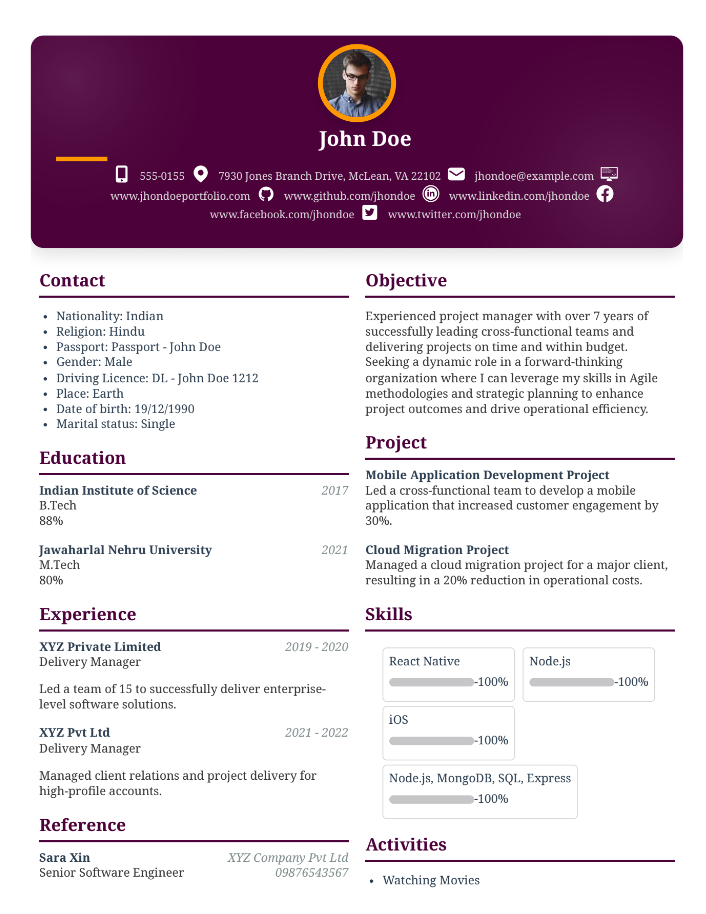 John Doe
555-0155 7930 Jones Branch Drive, McLean, VA 22102 jhondoe@example.com
www.jhondoeportfolio.com www.github.com/jhondoe www.linkedin.com/jhondoe
www.facebook.com/jhondoe www.twitter.com/jhondoe
Contact
• Nationality: Indian
• Religion: Hindu
• Passport: Passport - John Doe
• Gender: Male
• Driving Licence: DL - John Doe 1212
• Place: Earth
• Date of birth: 19/12/1990
• Marital status: Single
Education
Indian Institute of Science 2017
B.Tech
88%
Jawaharlal Nehru University 2021
M.Tech
80%
Experience
XYZ Private Limited 2019 - 2020
Delivery Manager
Led a team of 15 to successfully deliver enterprise-
level software solutions.
XYZ Pvt Ltd 2021 - 2022
Delivery Manager
Managed client relations and project delivery for
high-profile accounts.
Reference
Sara Xin XYZ Company Pvt Ltd
Senior Software Engineer 09876543567
Objective
Experienced project manager with over 7 years of
successfully leading cross-functional teams and
delivering projects on time and within budget.
Seeking a dynamic role in a forward-thinking
organization where I can leverage my skills in Agile
methodologies and strategic planning to enhance
project outcomes and drive operational efficiency.
Project
Mobile Application Development Project
Led a cross-functional team to develop a mobile
application that increased customer engagement by
30%.
Cloud Migration Project
Managed a cloud migration project for a major client,
resulting in a 20% reduction in operational costs.
Skills
React Native Node.js
-100% -100%
iOS
-100%
Node.js, MongoDB, SQL, Express
-100%
Activities
• Watching Movies